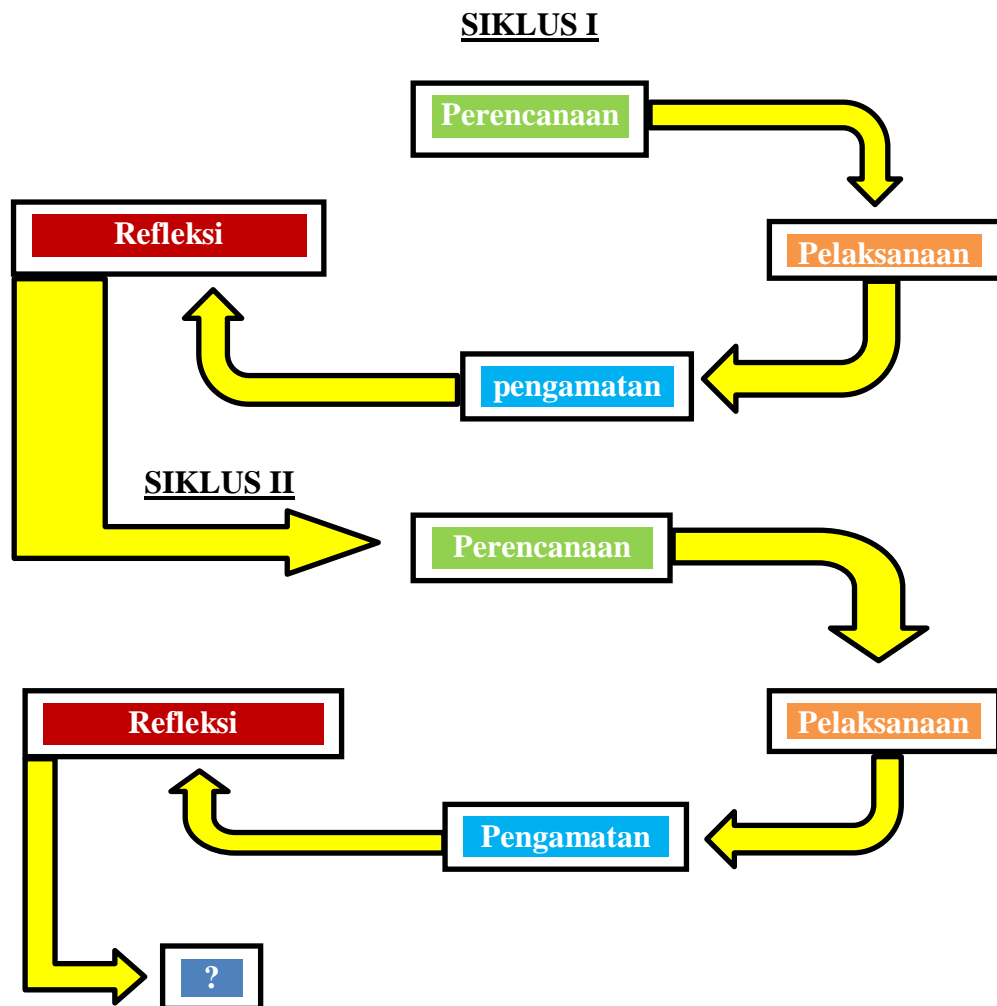 SIKLUS I
Perencanaan
Refleksi
Pelaksanaan
pengamatan
SIKLUS II
Perencanaan
Refleksi
Pelaksanaan
Pengamatan
?